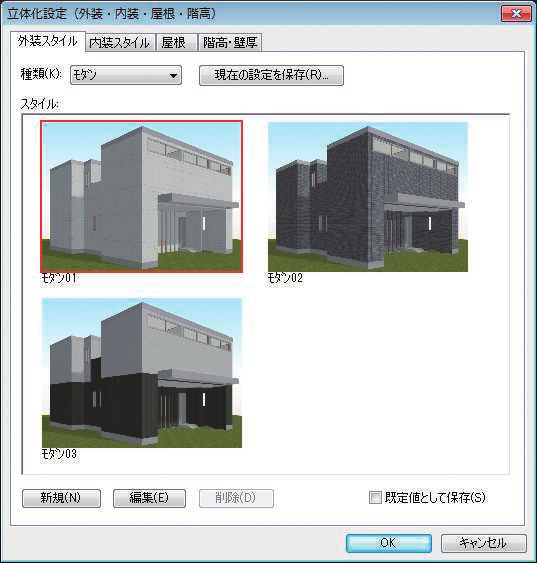 立体化設定（外装・内装・屋根・階高）
外装スタイル 内装スタイル 屋根 階高・壁厚
種類(K): ﾓﾀﾞﾝ 現在の設定を保存(R)...
スタイル:
ﾓﾀﾞﾝ01 ﾓﾀﾞﾝ02
ﾓﾀﾞﾝ03
新規(N) 編集(E) 削除(D) 既定値として保存(S)
OK キャンセル